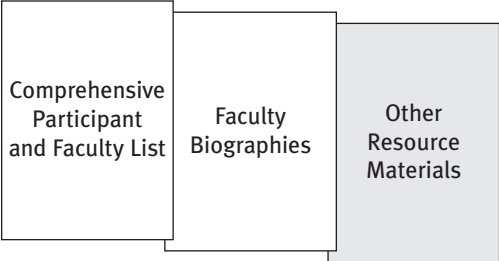 Comprehensive
Participant
and Faculty List
Faculty
Biographies
Other
Resource
Materials